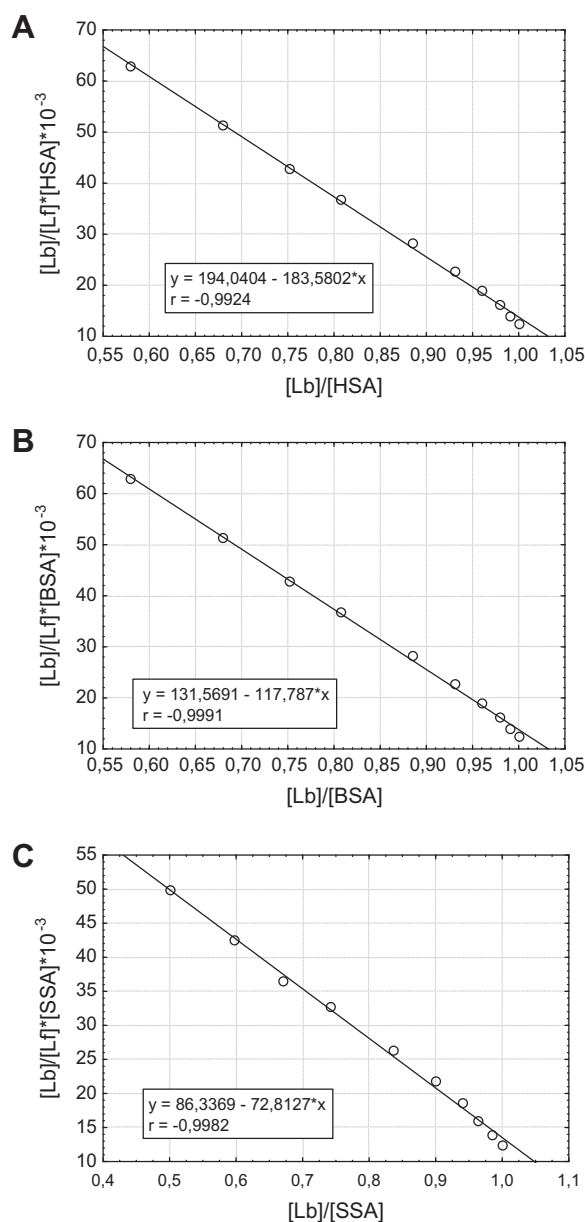 A
[Lb]/[Lf]*[HSA]*10-3
70
60
50
40
30
20
10
y = 194,0404 - 183,5802*x
r = -0,9924
0,55 0,60 0,65 0,70 0,75 0,80 0,85 0,90 0,95 1,00 1,05
[Lb]/[HSA]
B
[Lb]/[Lf]*[BSA]*10-3
70
60
50
40
30
20
10
y = 131,5691 - 117,787*x
r = -0,9991
0,55 0,60 0,65 0,70 0,75 0,80 0,85 0,90 0,95 1,00 1,05
[Lb]/[BSA]
C
[Lb]/[Lf]*[SSA]*10-3
55
50
45
40
35
30
25
20
15
10
y = 86,3369 - 72,8127*x
r = -0,9982
0,4 0,5 0,6 0,7 0,8 0,9 1,0 1,1
[Lb]/[SSA]